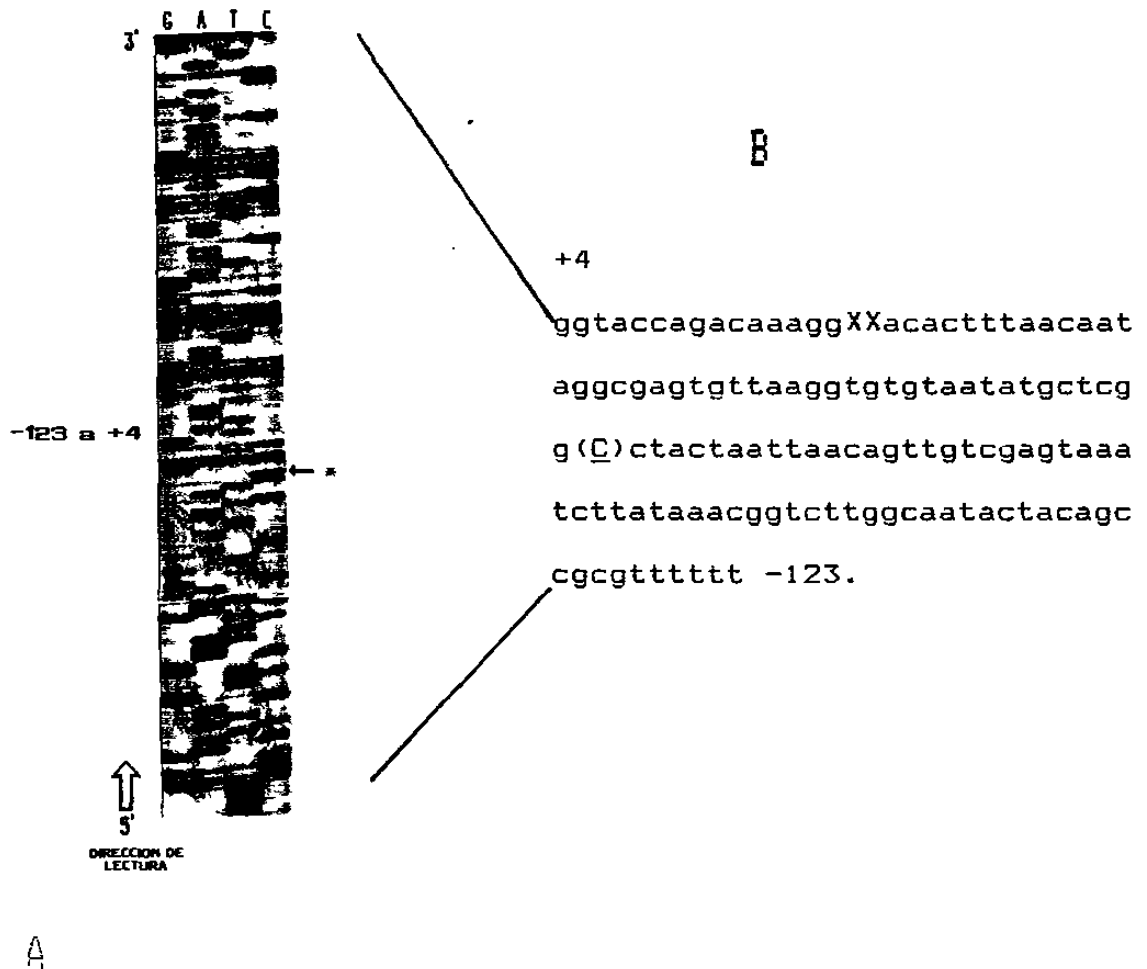 G A T C
3'
B
+4
ggtaccagacaaaggXXacactttaacaat
aggcgagtgttaaggtgtgtaatatgctcg
-123 a +4
g(C)ctactaattaacagttgtcgagtaaa
← *
tcttataaacggtcttggcaatactacagc
cgcgtttttt -123.
5'
DIRECCION DE
LECTURA
A